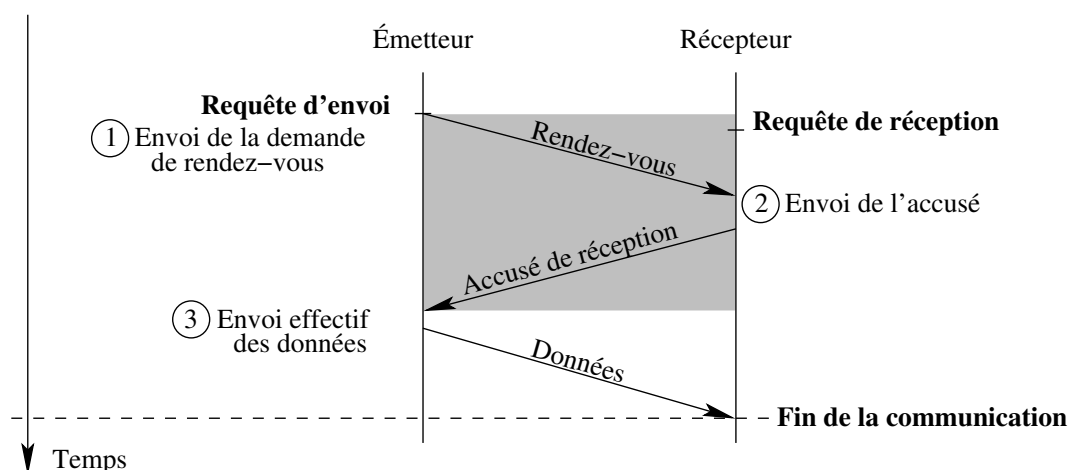 Émetteur
Récepteur
Requête d'envoi
Requête de réception
1 Envoi de la demande
de rendez−vous
Rendez−vous
2 Envoi de l'accusé
Accusé de réception
3 Envoi effectif
des données
Données
Fin de la communication
Temps